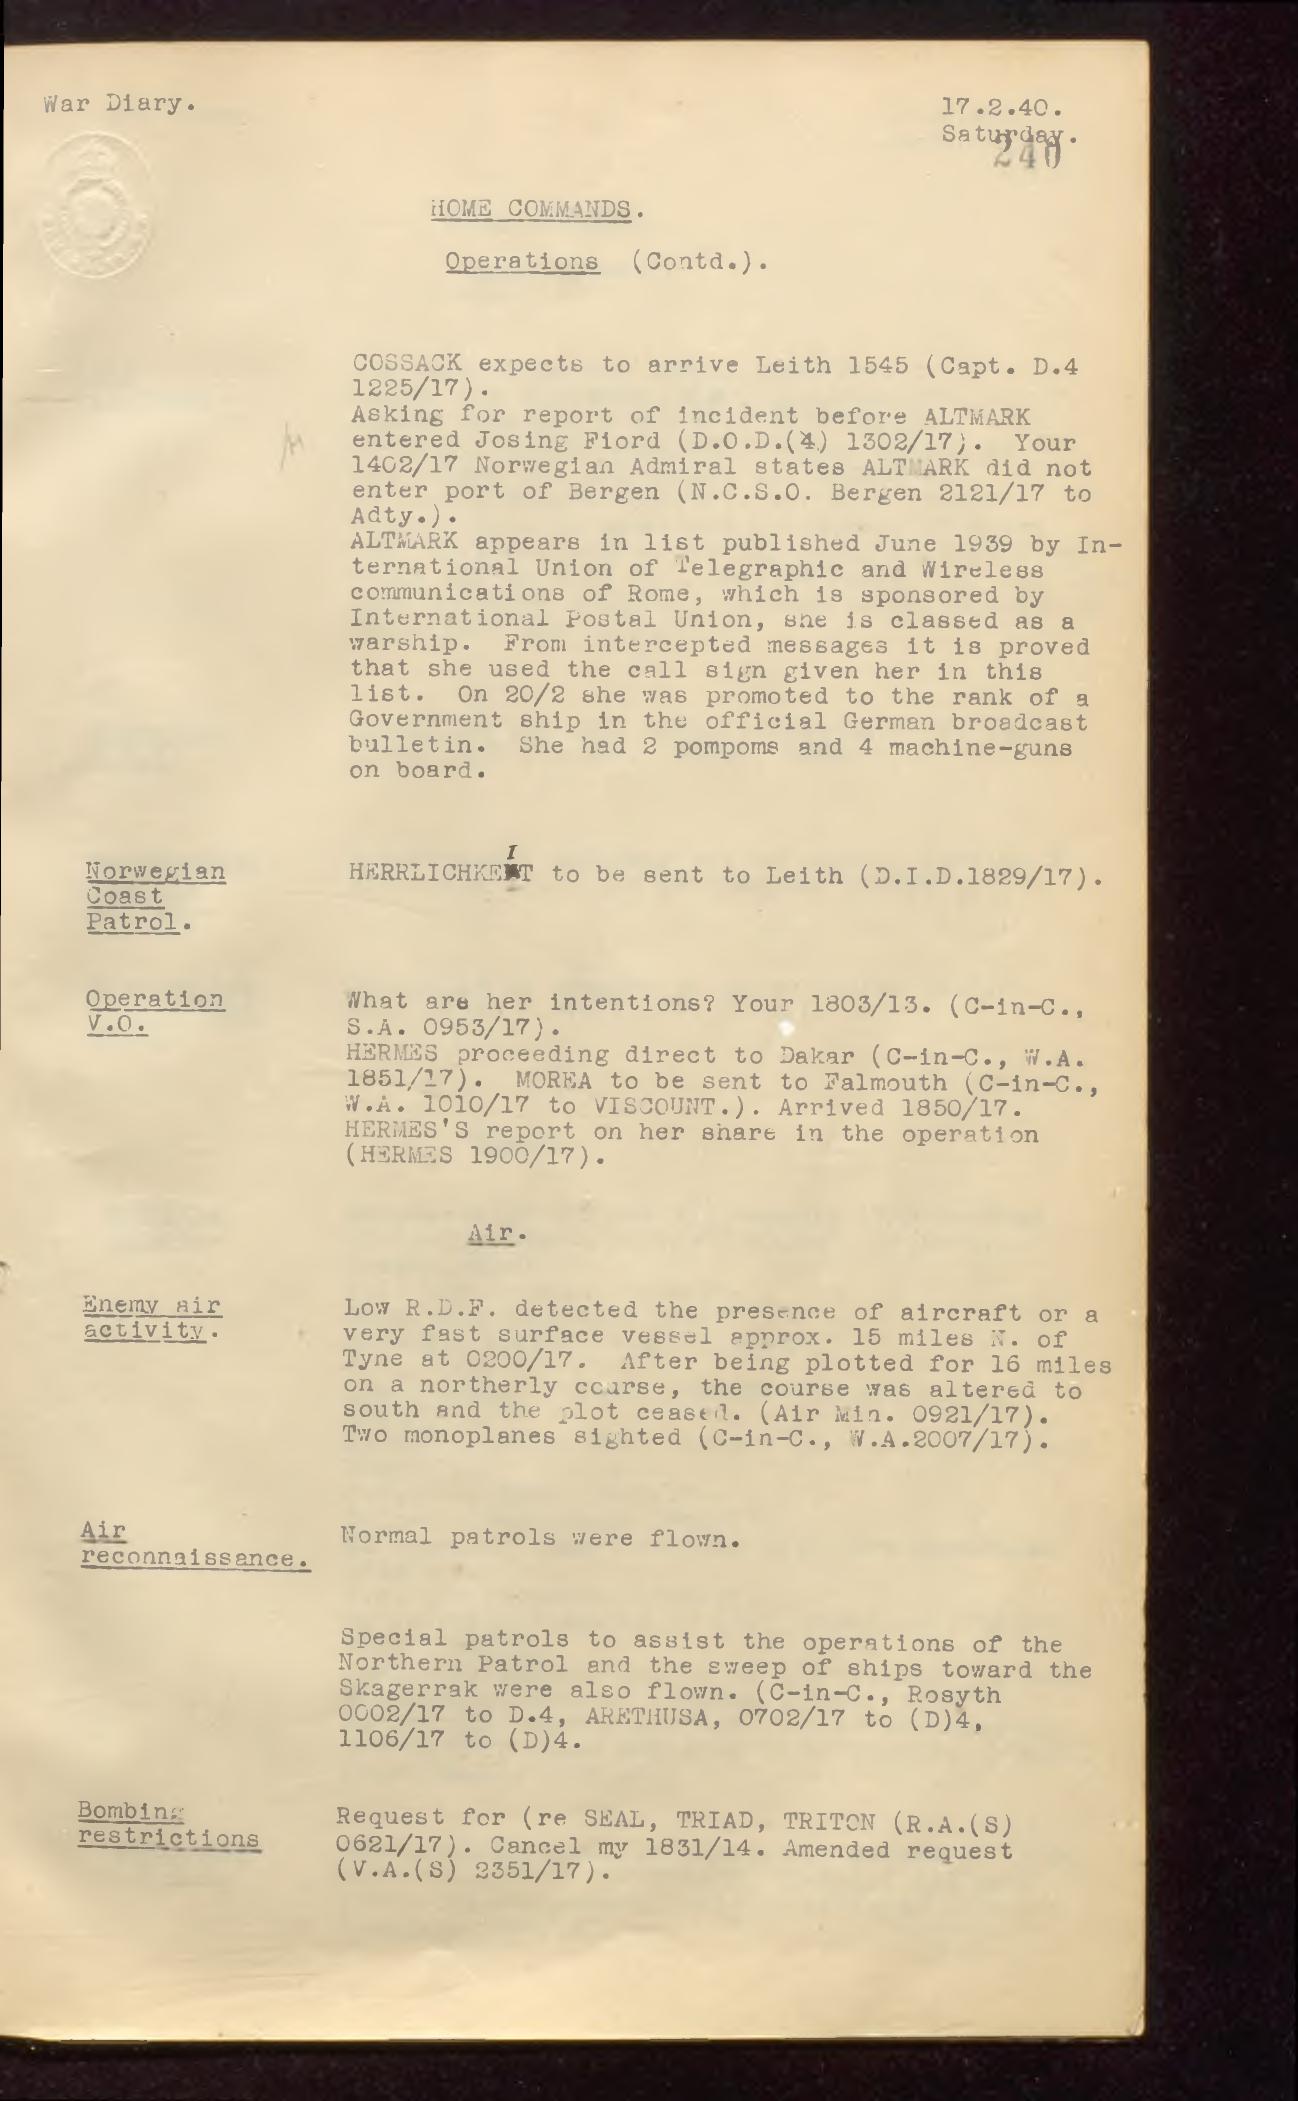 War Diary.
17.2.40.
Saturday.
240
HOME COMMANDS.
Operations (Contd.).
COSSACK expects to arrive Leith 1545 (Capt. D.4
1225/17).
Asking for report of incident before ALTMARK
entered Josing Fiord (D.O.D.(4) 1302/17). Your
1402/17 Norwegian Admiral states ALTMARK did not
enter port of Bergen (N.C.S.O. Bergen 2121/17 to
Adty.).
ALTMARK appears in list published June 1939 by In-
ternational Union of Telegraphic and Wireless
communications of Rome, which is sponsored by
International Postal Union, she is classed as a
warship. From intercepted messages it is proved
that she used the call sign given her in this
list. On 20/2 she was promoted to the rank of a
Government ship in the official German broadcast
bulletin. She had 2 pompoms and 4 machine-guns
on board.
Norwegian
Coast
Patrol.
HERRLICHKEIT to be sent to Leith (D.I.D.1829/17).
Operation
V.O.
What are her intentions? Your 1803/13. (C-in-C.,
S.A. 0953/17).
HERMES proceeding direct to Dakar (C-in-C., W.A.
1851/17). MOREA to be sent to Falmouth (C-in-C.,
W.A. 1010/17 to VISCOUNT.). Arrived 1850/17.
HERMES'S report on her share in the operation
(HERMES 1900/17).
Air.
Enemy air
activity.
Low R.D.F. detected the presence of aircraft or a
very fast surface vessel approx. 15 miles N. of
Tyne at 0200/17. After being plotted for 16 miles
on a northerly course, the course was altered to
south and the plot ceased. (Air Min. 0921/17).
Two monoplanes sighted (C-in-C., W.A.2007/17).
Air
reconnaissance.
Normal patrols were flown.
Special patrols to assist the operations of the
Northern Patrol and the sweep of ships toward the
Skagerrak were also flown. (C-in-C., Rosyth
0002/17 to D.4, ARETHUSA, 0702/17 to (D)4,
1106/17 to (D)4.
Bombing
restrictions
Request for (re SEAL, TRIAD, TRITON (R.A.(S)
0621/17). Cancel my 1831/14. Amended request
(V.A.(S) 2351/17).